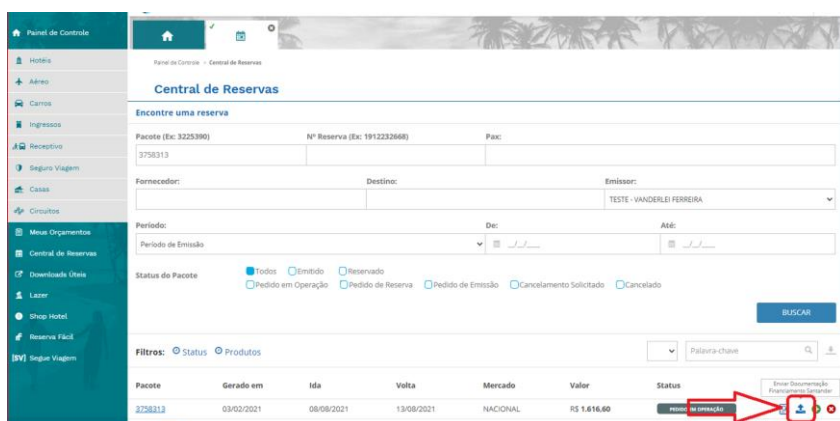 Painel de Controle
Hotéis
Aéreo
Carros
Ingressos
Receptivo
Seguro Viagem
Casas
Circuitos
Meus Orçamentos
Central de Reservas
Downloads Úteis
Lazer
Shop Hotel
Reserva Fácil
[SV] Segue Viagem
Painel de Controle > Central de Reservas
Central de Reservas
Encontre uma reserva
Pacote (Ex: 3225390) Nº Reserva (Ex: 1912232668) Pax:
3758313
Fornecedor: Destino: Emissor:
TESTE - VANDERLEI FERREIRA
Período: De: Até:
Período de Emissão _/_/__ _/_/__
Status do Pacote Todos Emitido Reservado
Pedido em Operação Pedido de Reserva Pedido de Emissão Cancelamento Solicitado Cancelado
BUSCAR
Filtros: Status Produtos Palavra-chave
Enviar Documentação
Financiamento Santander
Pacote Gerado em Ida Volta Mercado Valor Status
3758313 03/02/2021 08/08/2021 13/08/2021 NACIONAL R$ 1.616,60 PEDIDO EM OPERAÇÃO